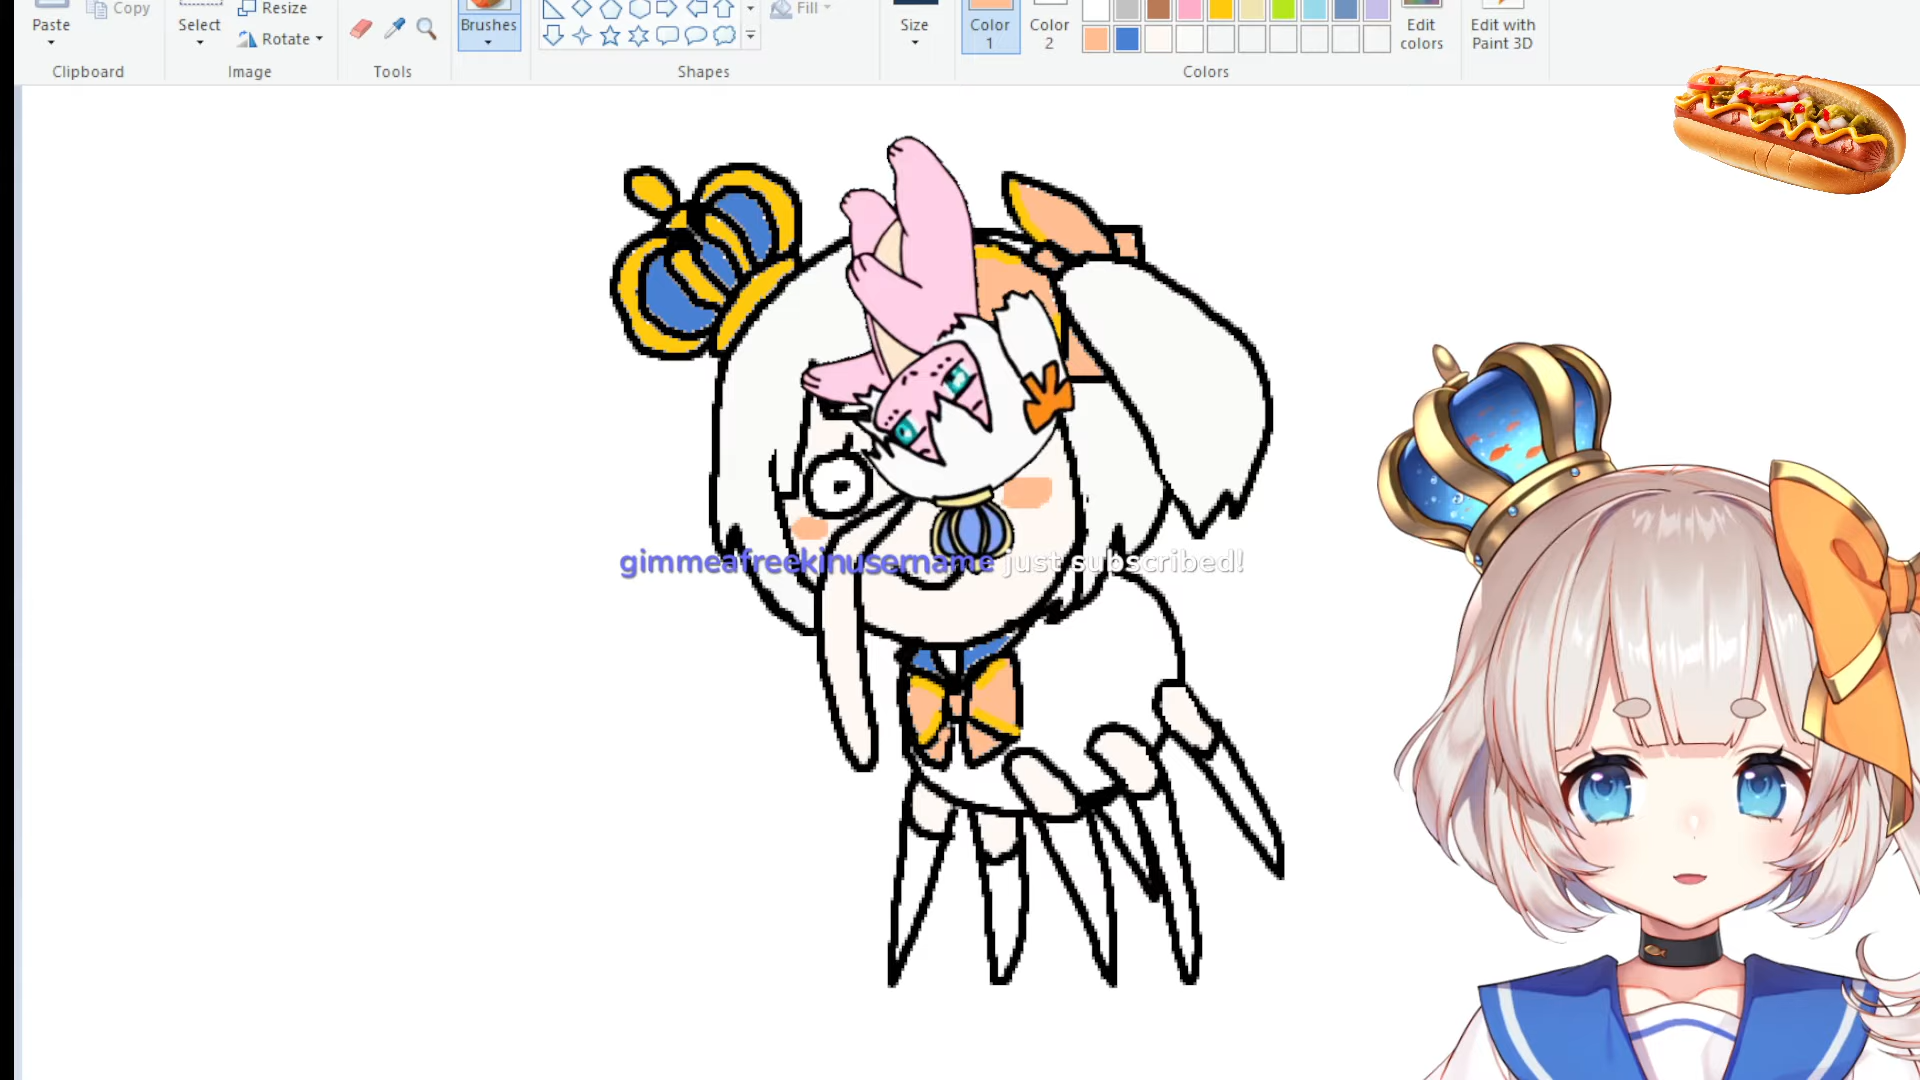 Paste
Copy
Select
Resize
Rotate
Brushes
Fill
Size
Color 1
Color 2
Edit colors
Edit with Paint 3D
Clipboard
Image
Tools
Shapes
Colors
gimmeafreekinusername just subscribed!